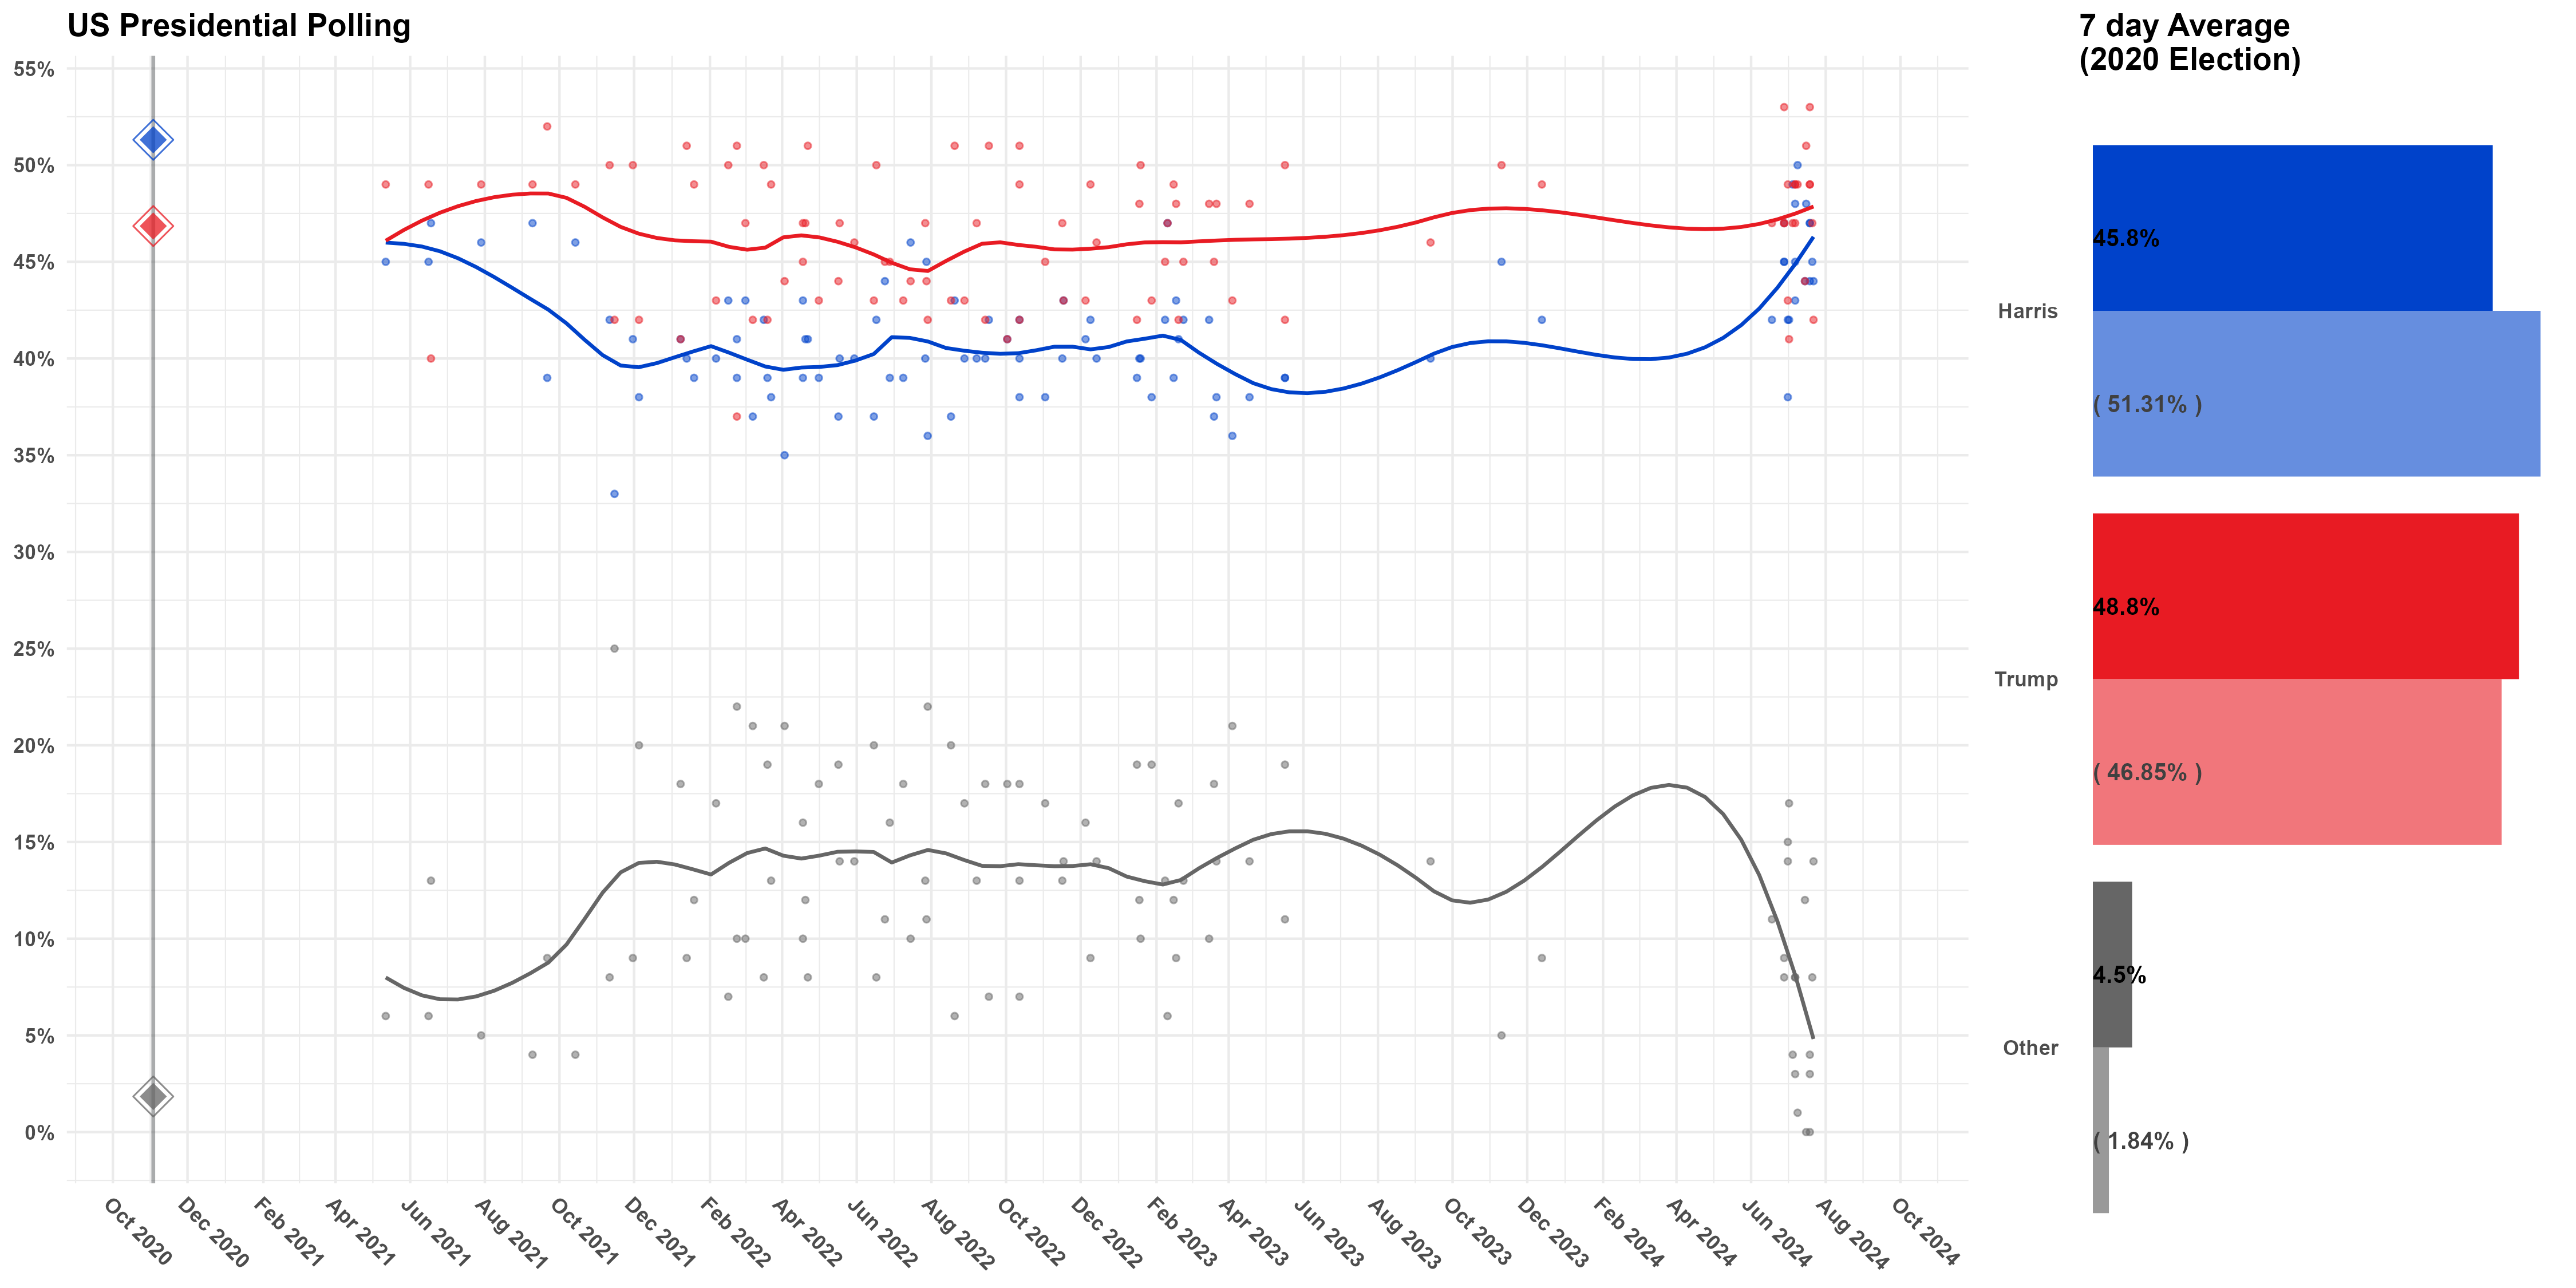 US Presidential Polling
7 day Average
(2020 Election)
55%
50%
45%
40%
35%
30%
25%
20%
15%
10%
5%
0%
Oct 2020
Dec 2020
Feb 2021
Apr 2021
Jun 2021
Aug 2021
Oct 2021
Dec 2021
Feb 2022
Apr 2022
Jun 2022
Aug 2022
Oct 2022
Dec 2022
Feb 2023
Apr 2023
Jun 2023
Aug 2023
Oct 2023
Dec 2023
Feb 2024
Apr 2024
Jun 2024
Aug 2024
Oct 2024
Harris
45.8%
( 51.31% )
Trump
48.8%
( 46.85% )
Other
4.5%
( 1.84% )